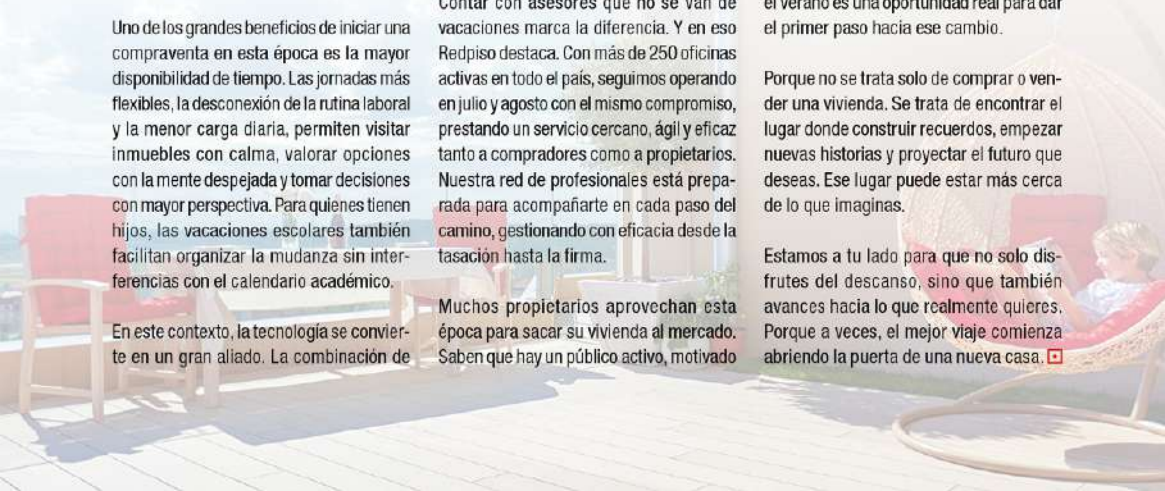 Uno de los grandes beneficios de iniciar una
compraventa en esta época es la mayor
disponibilidad de tiempo. Las jornadas más
flexibles, la desconexión de la rutina laboral
y la menor carga diaria, permiten visitar
inmuebles con calma, valorar opciones
con la mente despejada y tomar decisiones
con mayor perspectiva. Para quienes tienen
hijos, las vacaciones escolares también
facilitan organizar la mudanza sin inter-
ferencias con el calendario académico.
En este contexto, la tecnología se convier-
te en un gran aliado. La combinación de
Contar con asesores que no se van de
vacaciones marca la diferencia. Y en eso
Redpiso destaca. Con más de 250 oficinas
activas en todo el país, seguimos operando
en julio y agosto con el mismo compromiso,
prestando un servicio cercano, ágil y eficaz
tanto a compradores como a propietarios.
Nuestra red de profesionales está prepa-
rada para acompañarte en cada paso del
camino, gestionando con eficacia desde la
tasación hasta la firma.
Muchos propietarios aprovechan esta
época para sacar su vivienda al mercado.
Saben que hay un público activo, motivado
el verano es una oportunidad real para dar
el primer paso hacia ese cambio.
Porque no se trata solo de comprar o ven-
der una vivienda. Se trata de encontrar el
lugar donde construir recuerdos, empezar
nuevas historias y proyectar el futuro que
deseas. Ese lugar puede estar más cerca
de lo que imaginas.
Estamos a tu lado para que no solo dis-
frutes del descanso, sino que también
avances hacia lo que realmente quieres.
Porque a veces, el mejor viaje comienza
abriendo la puerta de una nueva casa.